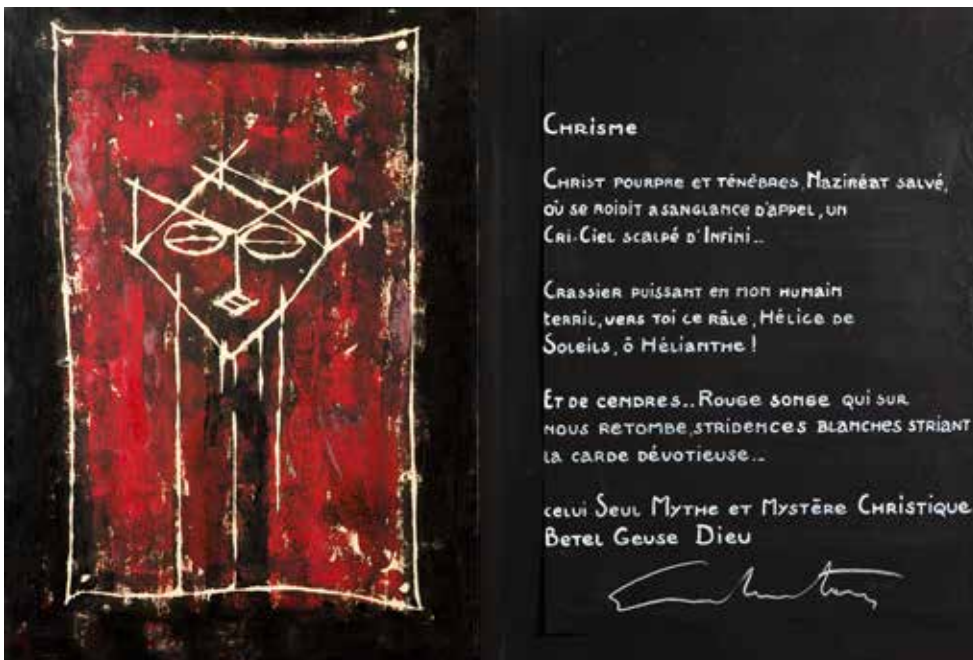 Chrisme
Christ pourpre et ténèbres, Naziréat salvé,
où se roidit asanglance d'appel, un
Cri-Ciel scalpé d'Infini..
Crassier puissant en mon humain
terril, vers toi ce râle, Hélice de
Soleils, ô Hélianthe !
Et de cendres.. Rouge songe qui sur
nous retombe, stridences blanches striant
la carde dévotieuse..
celui Seul Mythe et Mystère Christique
Betel Geuse Dieu